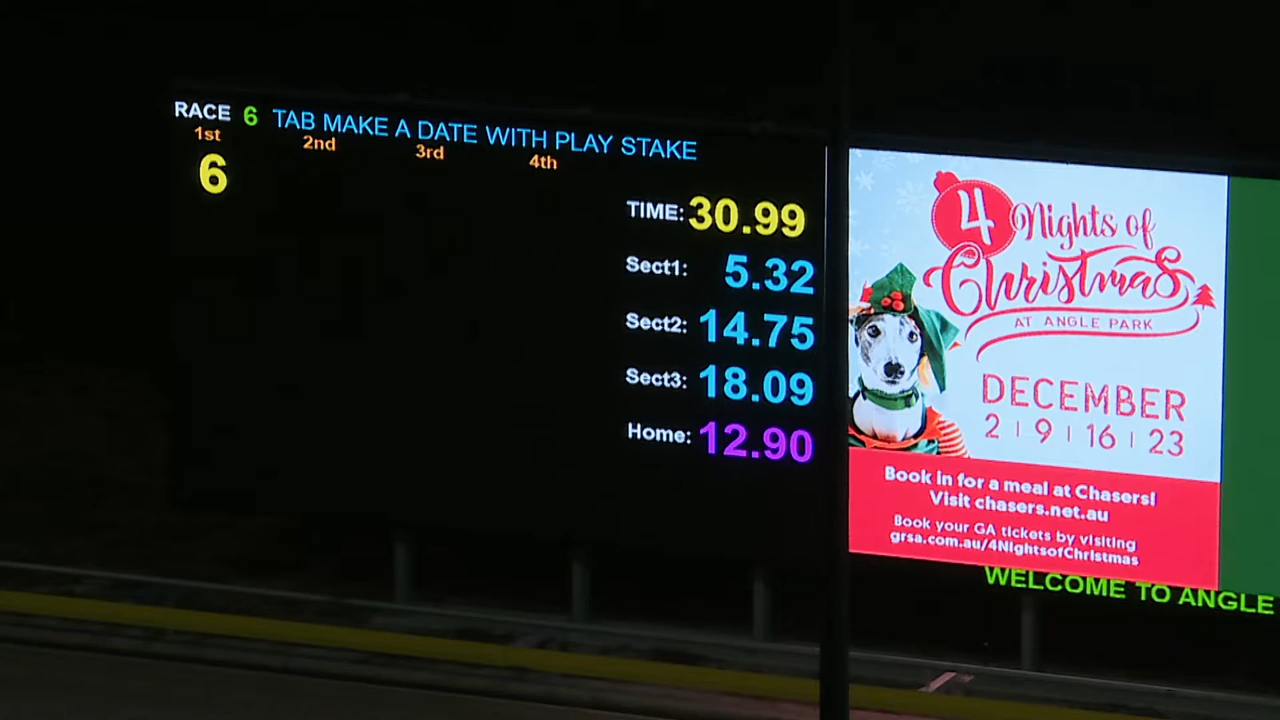 RACE 6 TAB MAKE A DATE WITH PLAY STAKE
1st 2nd 3rd 4th
6
TIME: 30.99
Sect1: 5.32
Sect2: 14.75
Sect3: 18.09
Home: 12.90
4 Nights of
Christmas
AT ANGLE PARK
DECEMBER
2 | 9 | 16 | 23
Book in for a meal at Chasers!
Visit chasers.net.au
Book your GA tickets by visiting
grsa.com.au/4NightsofChristmas
WELCOME TO ANGLE